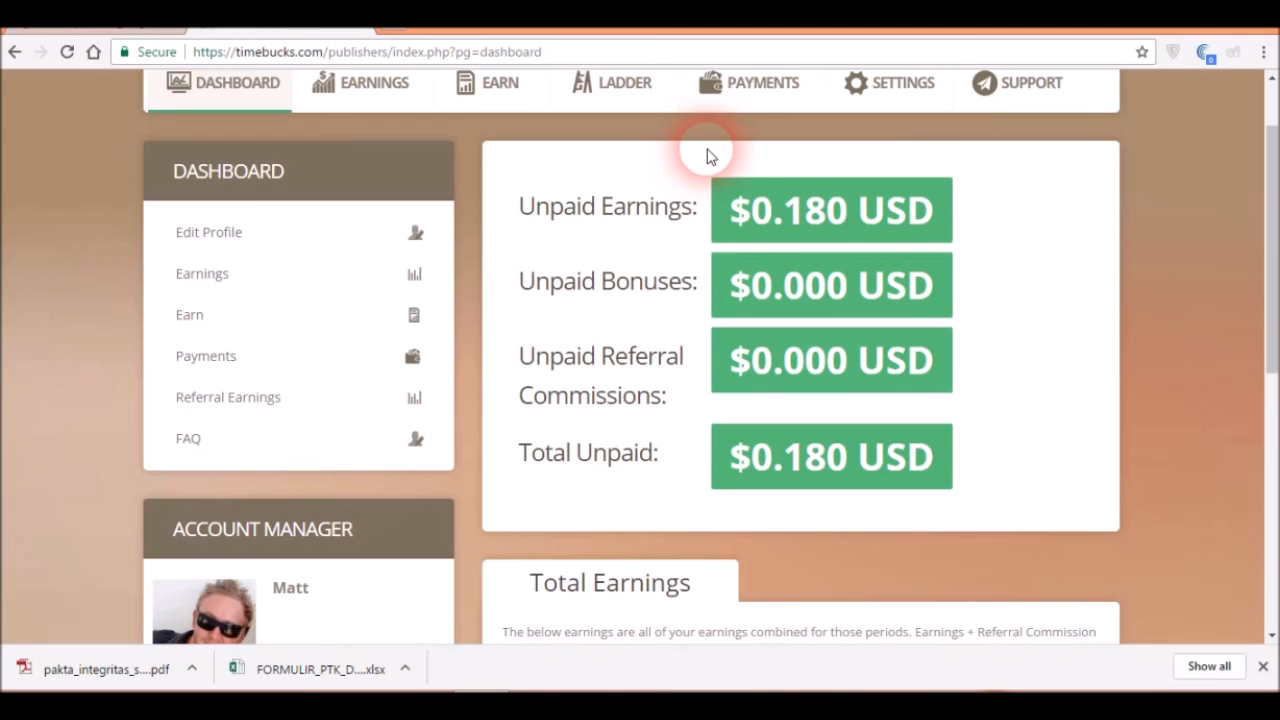 Secure https://timebucks.com/publishers/index.php?pg=dashboard
DASHBOARD EARNINGS EARN LADDER PAYMENTS SETTINGS SUPPORT
DASHBOARD
Edit Profile
Earnings
Earn
Payments
Referral Earnings
FAQ
ACCOUNT MANAGER
Matt
Unpaid Earnings: $0.180 USD
Unpaid Bonuses: $0.000 USD
Unpaid Referral
Commissions: $0.000 USD
Total Unpaid: $0.180 USD
Total Earnings
The below earnings are all of your earnings combined for those periods. Earnings + Referral Commission
pakta_integritas_s....pdf FORMULIR_PTK_D....xlsx Show all